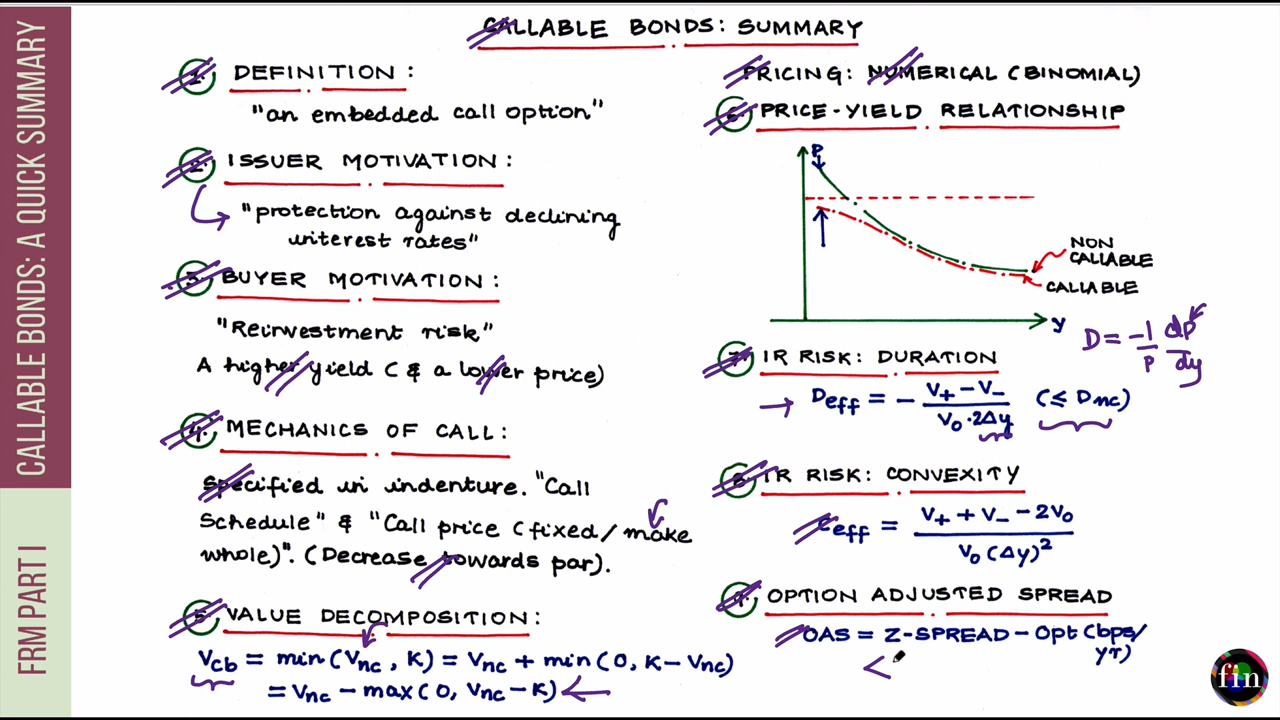 CALLABLE BONDS: A QUICK SUMMARY
FRM PART I
CALLABLE BONDS: SUMMARY
1. DEFINITION:
"an embedded call option"
2. ISSUER MOTIVATION:
"protection against declining
interest rates"
3. BUYER MOTIVATION:
"Reinvestment risk"
A higher yield (& a lower price)
4. MECHANICS OF CALL:
Specified in indenture. "Call
Schedule" & "Call price (fixed/make
whole)". (Decrease towards par).
5. VALUE DECOMPOSITION:
Vcb = min(Vnc, K) = Vnc + min(0, K-Vnc)
= Vnc - max(0, Vnc-K)
PRICING: NUMERICAL (BINOMIAL)
6. PRICE-YIELD RELATIONSHIP
P
NON
CALLABLE
CALLABLE
y
D = -1/P dP/dy
7. IR RISK: DURATION
Deff = - (V+ - V-)/(V0·2Δy) (≤ Dnc)
8. IR RISK: CONVEXITY
Ceff = (V+ + V- - 2V0)/(V0(Δy)²)
9. OPTION ADJUSTED SPREAD
OAS = Z-SPREAD - Opt (bps/
yr)
<
fin